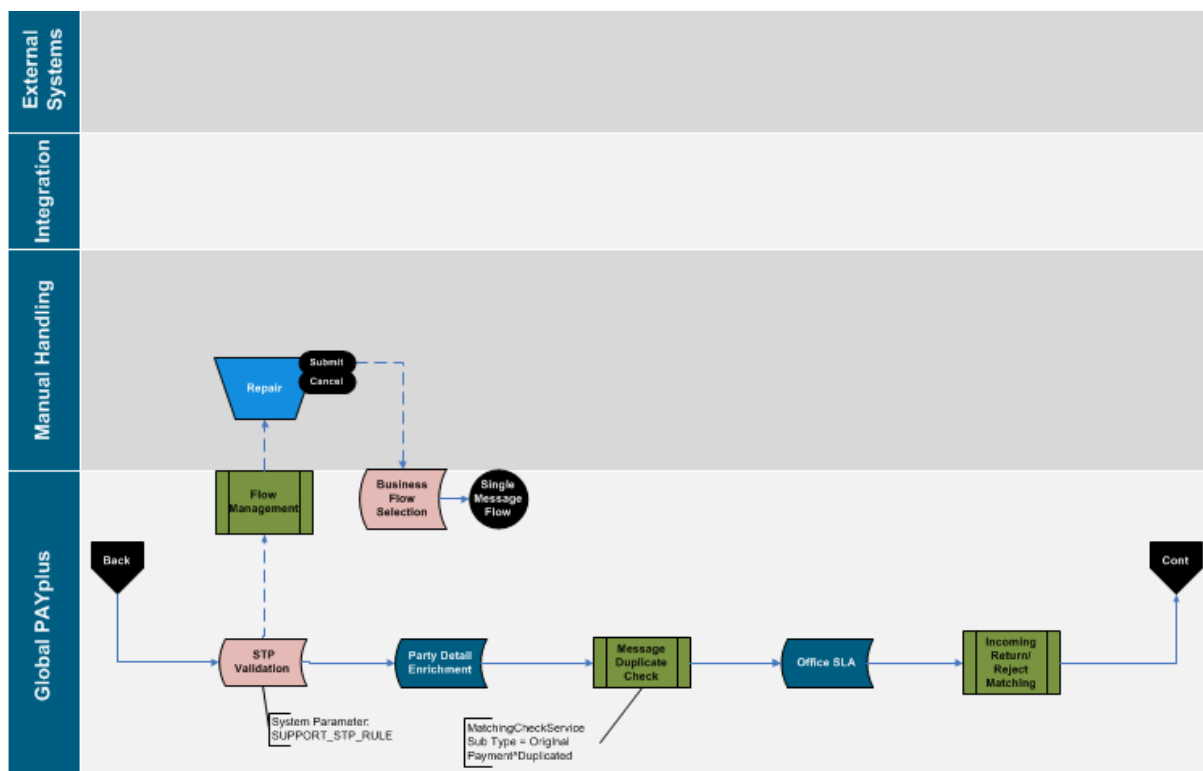 External
Systems
Integration
Manual Handling
Submit
Repair
Cancel
Global PAYplus
Flow
Management
Business
Flow
Selection
Single
Message
Flow
Back
Cont
STP
Validation
Party Detail
Enrichment
Message
Duplicate
Check
Office SLA
Incoming
Return/
Reject
Matching
System Parameter:
SUPPORT_STP_RULE
MatchingCheckService
Sub Type = Original
Payment*Duplicated